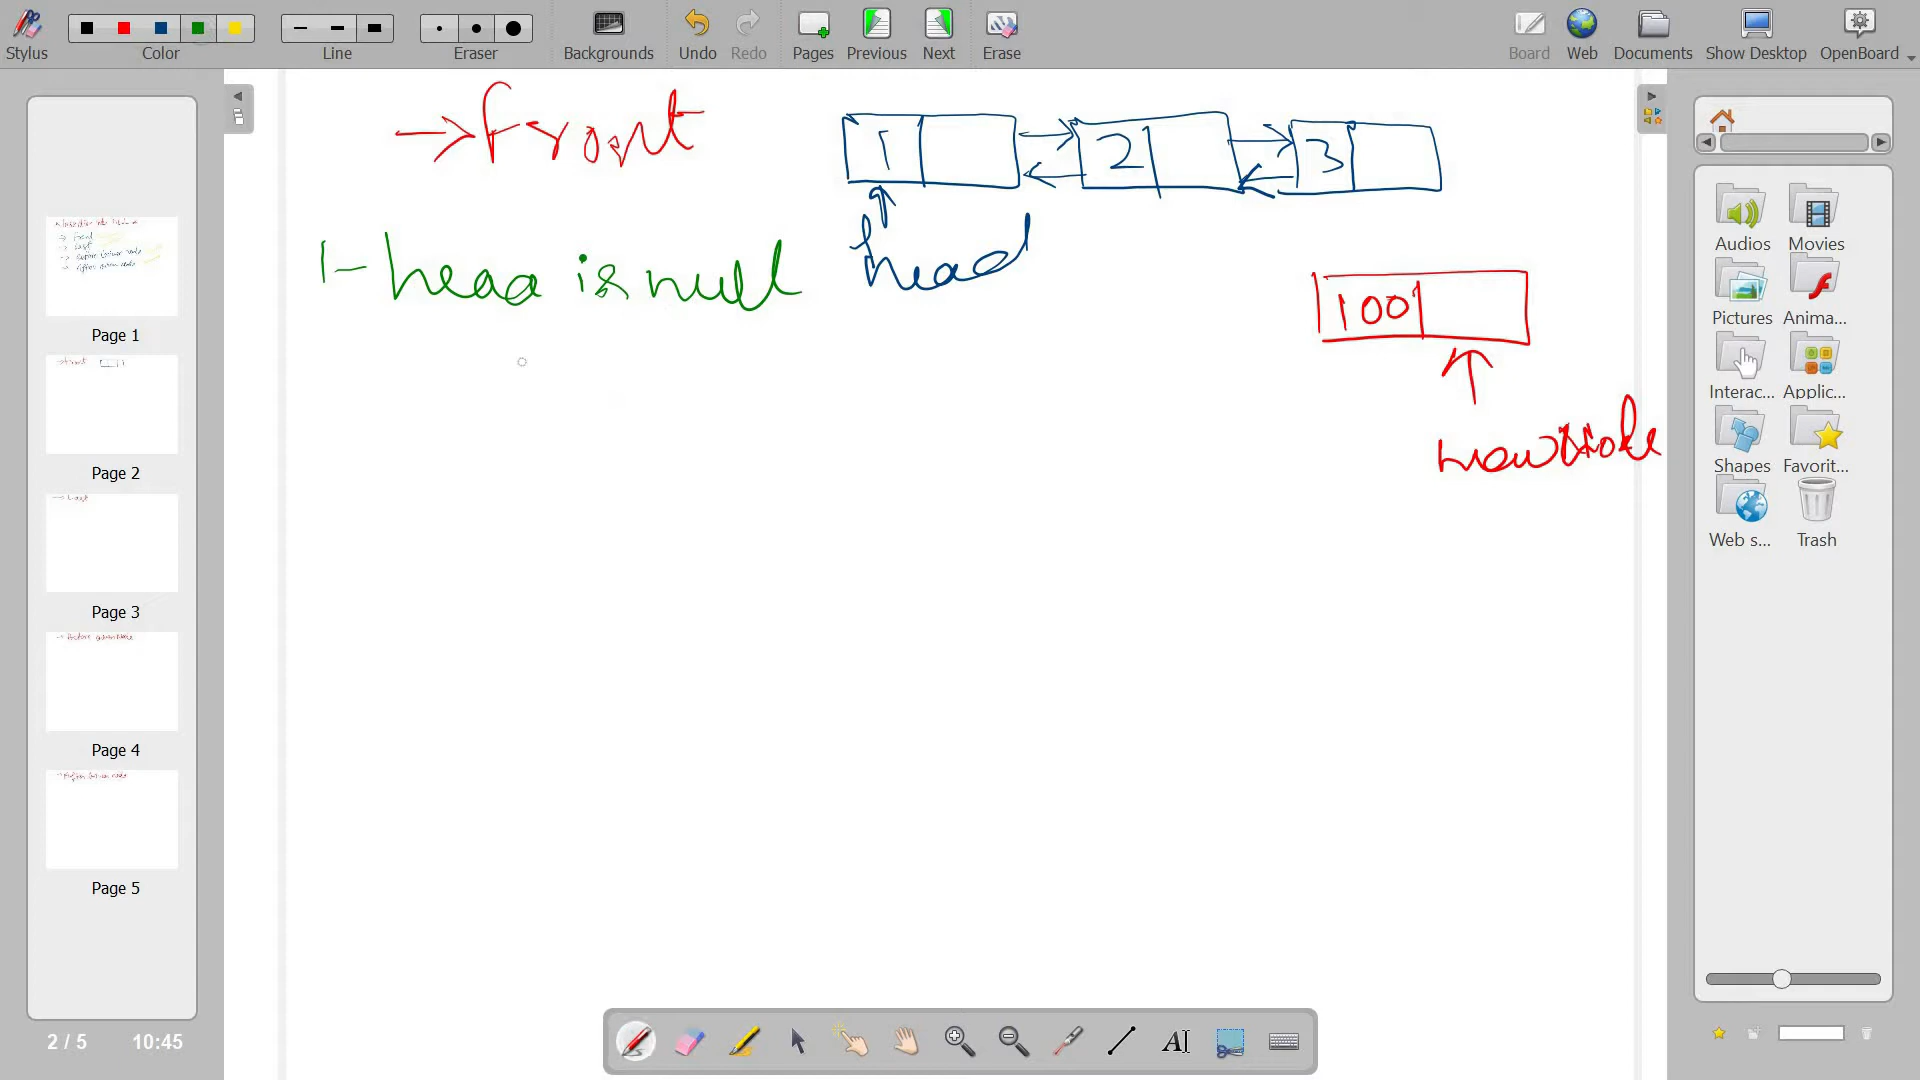 Stylus
Color
Line
Eraser
Backgrounds
Undo
Redo
Pages
Previous
Next
Erase
Board
Web
Documents
Show Desktop
OpenBoard
→ Front
1 2 3
head
1- head is null
100
newNode
Page 1
Page 2
Page 3
Page 4
Page 5
2 / 5
10:45
Audios
Movies
Pictures
Anima...
Interac...
Applic...
Shapes
Favorit...
Web s...
Trash